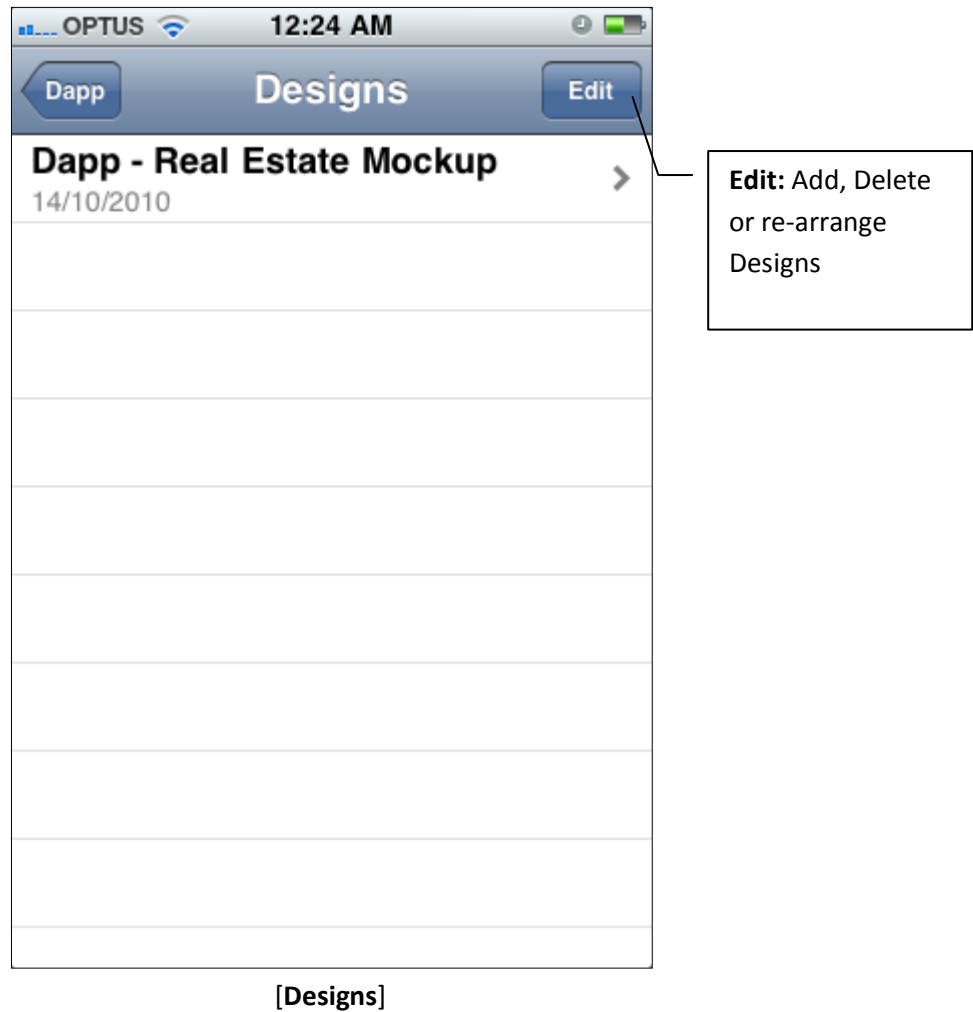 OPTUS 12:24 AM
Dapp Designs Edit
Dapp - Real Estate Mockup
14/10/2010
Edit: Add, Delete
or re-arrange
Designs
[Designs]